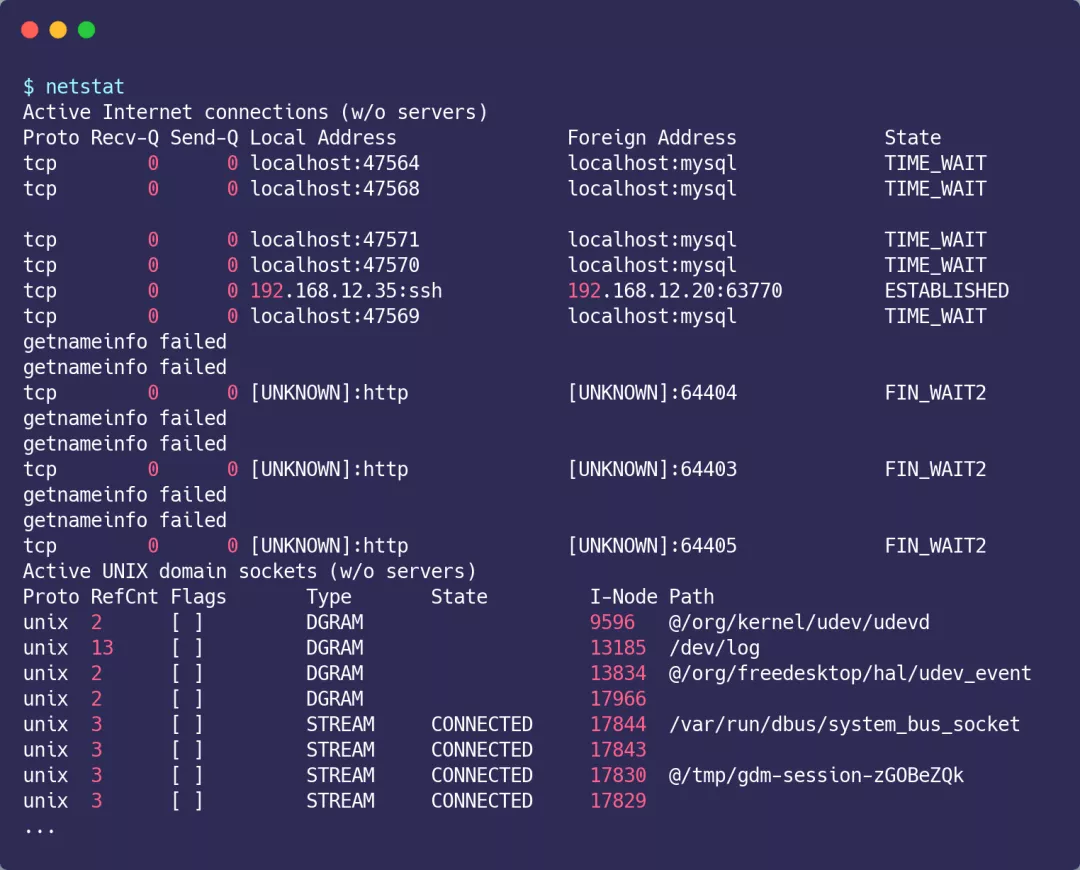 $ netstat
Active Internet connections (w/o servers)
Proto Recv-Q Send-Q Local Address               Foreign Address             State
tcp        0      0 localhost:47564             localhost:mysql             TIME_WAIT
tcp        0      0 localhost:47568             localhost:mysql             TIME_WAIT

tcp        0      0 localhost:47571             localhost:mysql             TIME_WAIT
tcp        0      0 localhost:47570             localhost:mysql             TIME_WAIT
tcp        0      0 192.168.12.35:ssh           192.168.12.20:63770         ESTABLISHED
tcp        0      0 localhost:47569             localhost:mysql             TIME_WAIT
getnameinfo failed
getnameinfo failed
tcp        0      0 [UNKNOWN]:http              [UNKNOWN]:64404             FIN_WAIT2
getnameinfo failed
getnameinfo failed
tcp        0      0 [UNKNOWN]:http              [UNKNOWN]:64403             FIN_WAIT2
getnameinfo failed
getnameinfo failed
tcp        0      0 [UNKNOWN]:http              [UNKNOWN]:64405             FIN_WAIT2
Active UNIX domain sockets (w/o servers)
Proto RefCnt Flags       Type       State         I-Node Path
unix  2      [ ]         DGRAM                    9596   @/org/kernel/udev/udevd
unix  13     [ ]         DGRAM                    13185  /dev/log
unix  2      [ ]         DGRAM                    13834  @/org/freedesktop/hal/udev_event
unix  2      [ ]         DGRAM                    17966
unix  3      [ ]         STREAM     CONNECTED     17844  /var/run/dbus/system_bus_socket
unix  3      [ ]         STREAM     CONNECTED     17843
unix  3      [ ]         STREAM     CONNECTED     17830  @/tmp/gdm-session-zGOBeZQk
unix  3      [ ]         STREAM     CONNECTED     17829
...